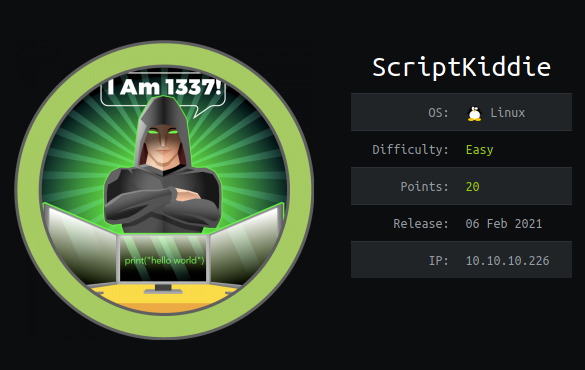 I Am 1337!
print("hello world")
ScriptKiddie
OS: Linux
Difficulty: Easy
Points: 20
Release: 06 Feb 2021
IP: 10.10.10.226